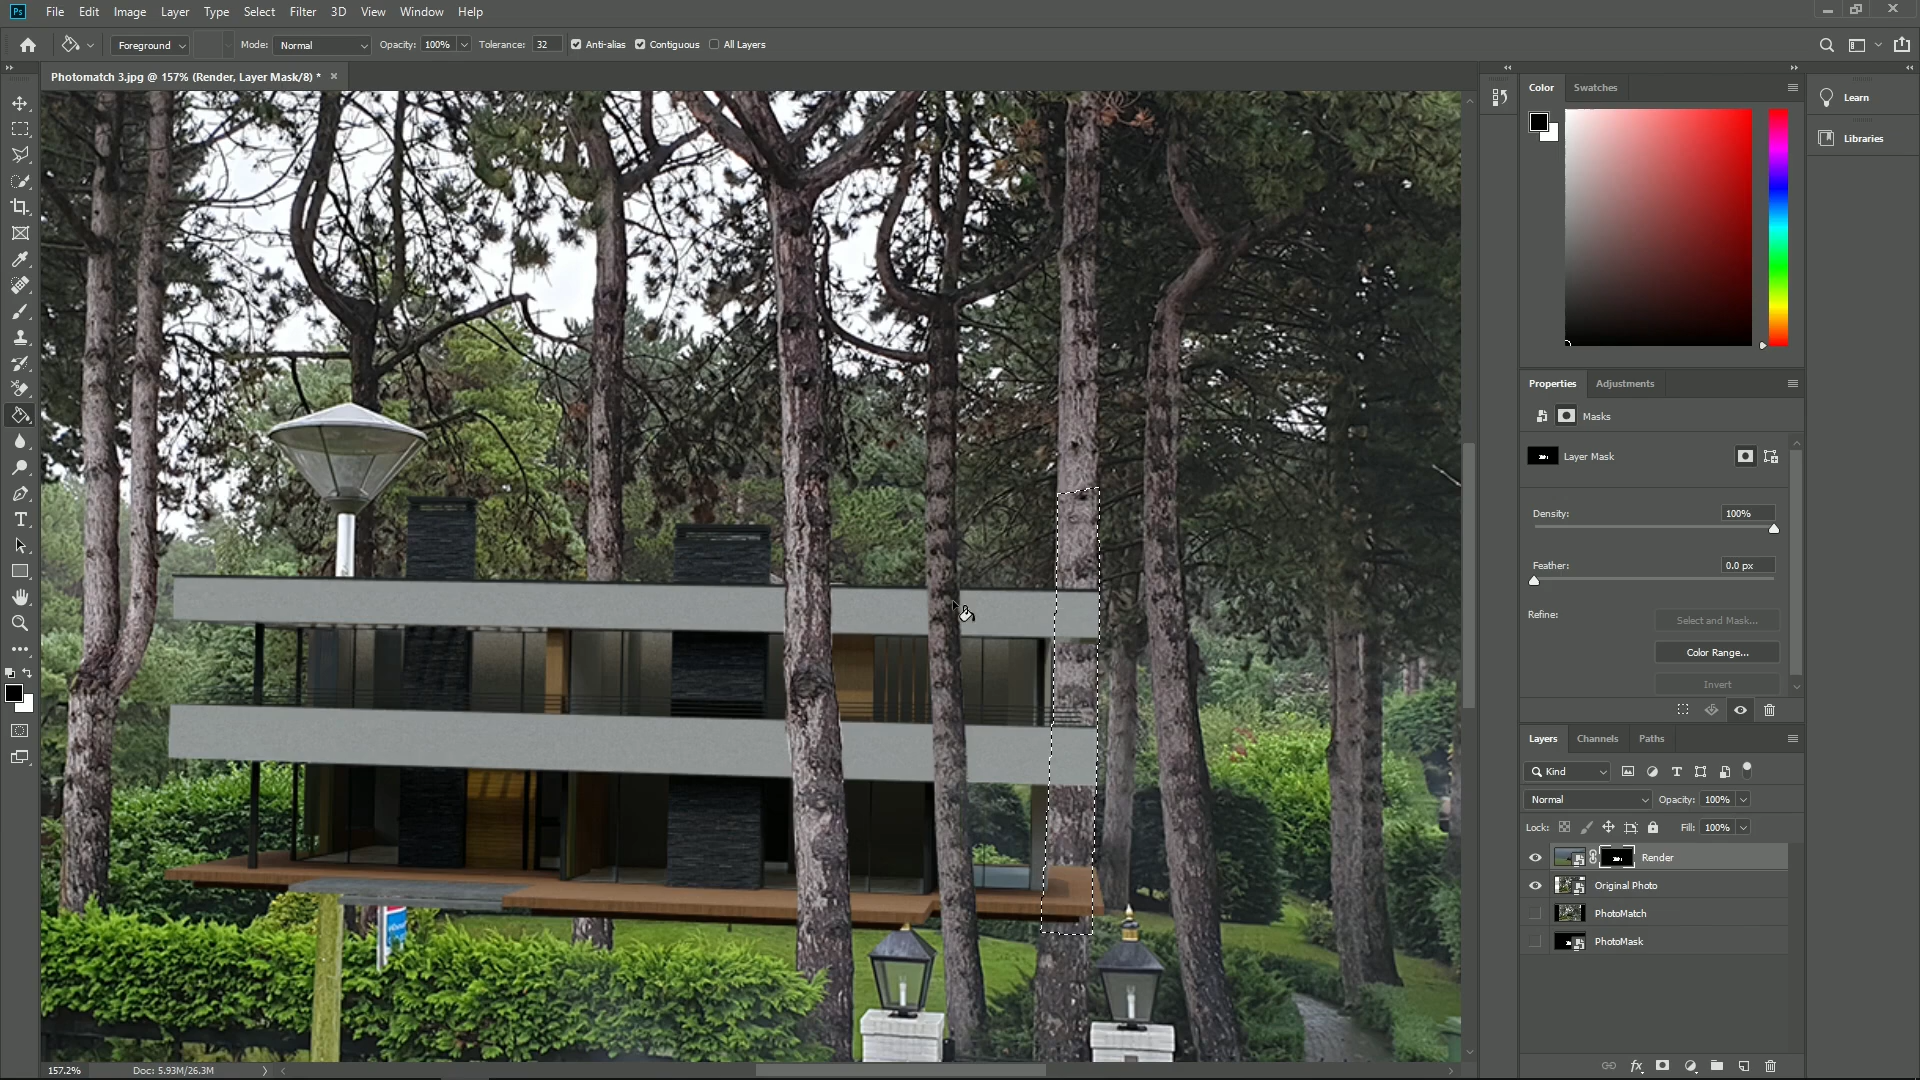 Ps File Edit Image Layer Type Select Filter 3D View Window Help
Foreground Mode: Normal Opacity: 100% Tolerance: 32 Anti-alias Contiguous All Layers
Photomatch 3.jpg @ 157% (Render, Layer Mask/8) * ×
Color Swatches
Learn
Libraries
Properties Adjustments
Masks
Layer Mask
Density: 100%
Feather: 0.0 px
Refine: Select and Mask...
Color Range...
Invert
Layers Channels Paths
Kind
Normal Opacity: 100%
Lock: Fill: 100%
Render
Original Photo
PhotoMatch
PhotoMask
157.2% Doc: 5.93M/26.3M